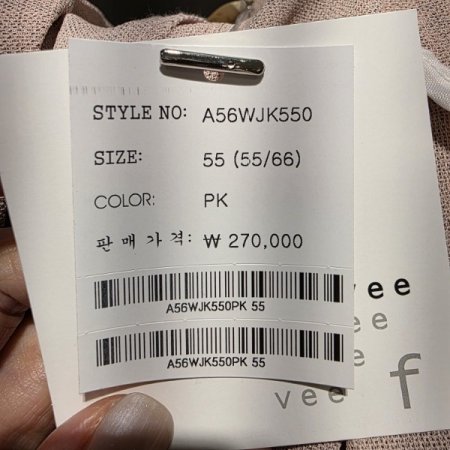 STYLE NO: A56WJK550
SIZE: 55 (55/66)
COLOR: PK
판매가격: ₩ 270,000
A56WJK550PK 55
A56WJK550PK 55
vee
ee
e
vee f